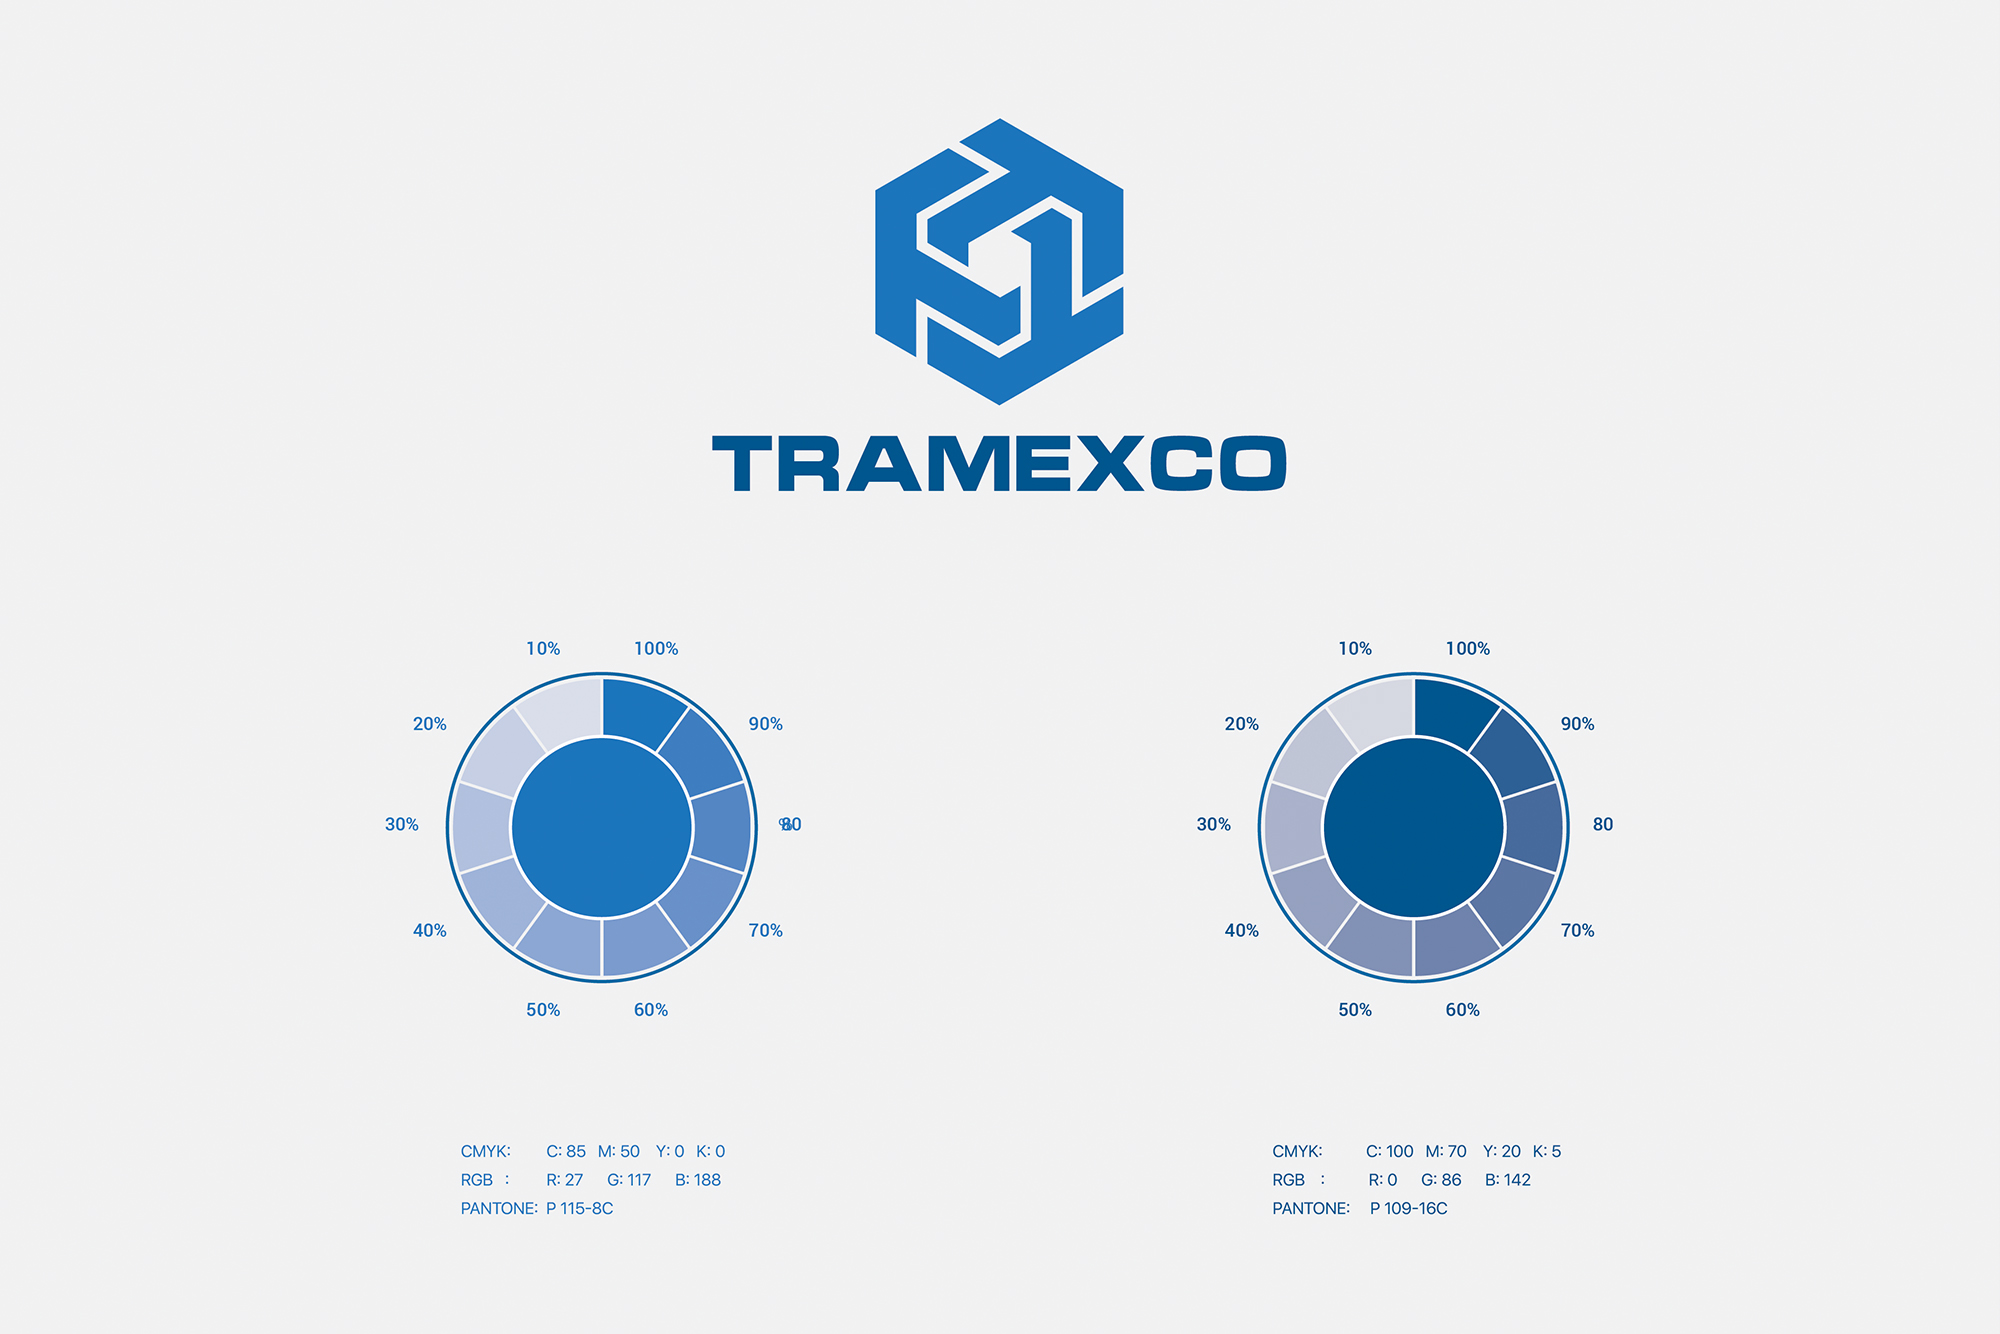 TRAMEXCO
10% 100%
20% 90%
30% 80%
40% 70%
50% 60%
10% 100%
20% 90%
30% 80
40% 70%
50% 60%
CMYK: C: 85 M: 50 Y: 0 K: 0
RGB : R: 27 G: 117 B: 188
PANTONE: P 115-8C
CMYK: C: 100 M: 70 Y: 20 K: 5
RGB : R: 0 G: 86 B: 142
PANTONE: P 109-16C